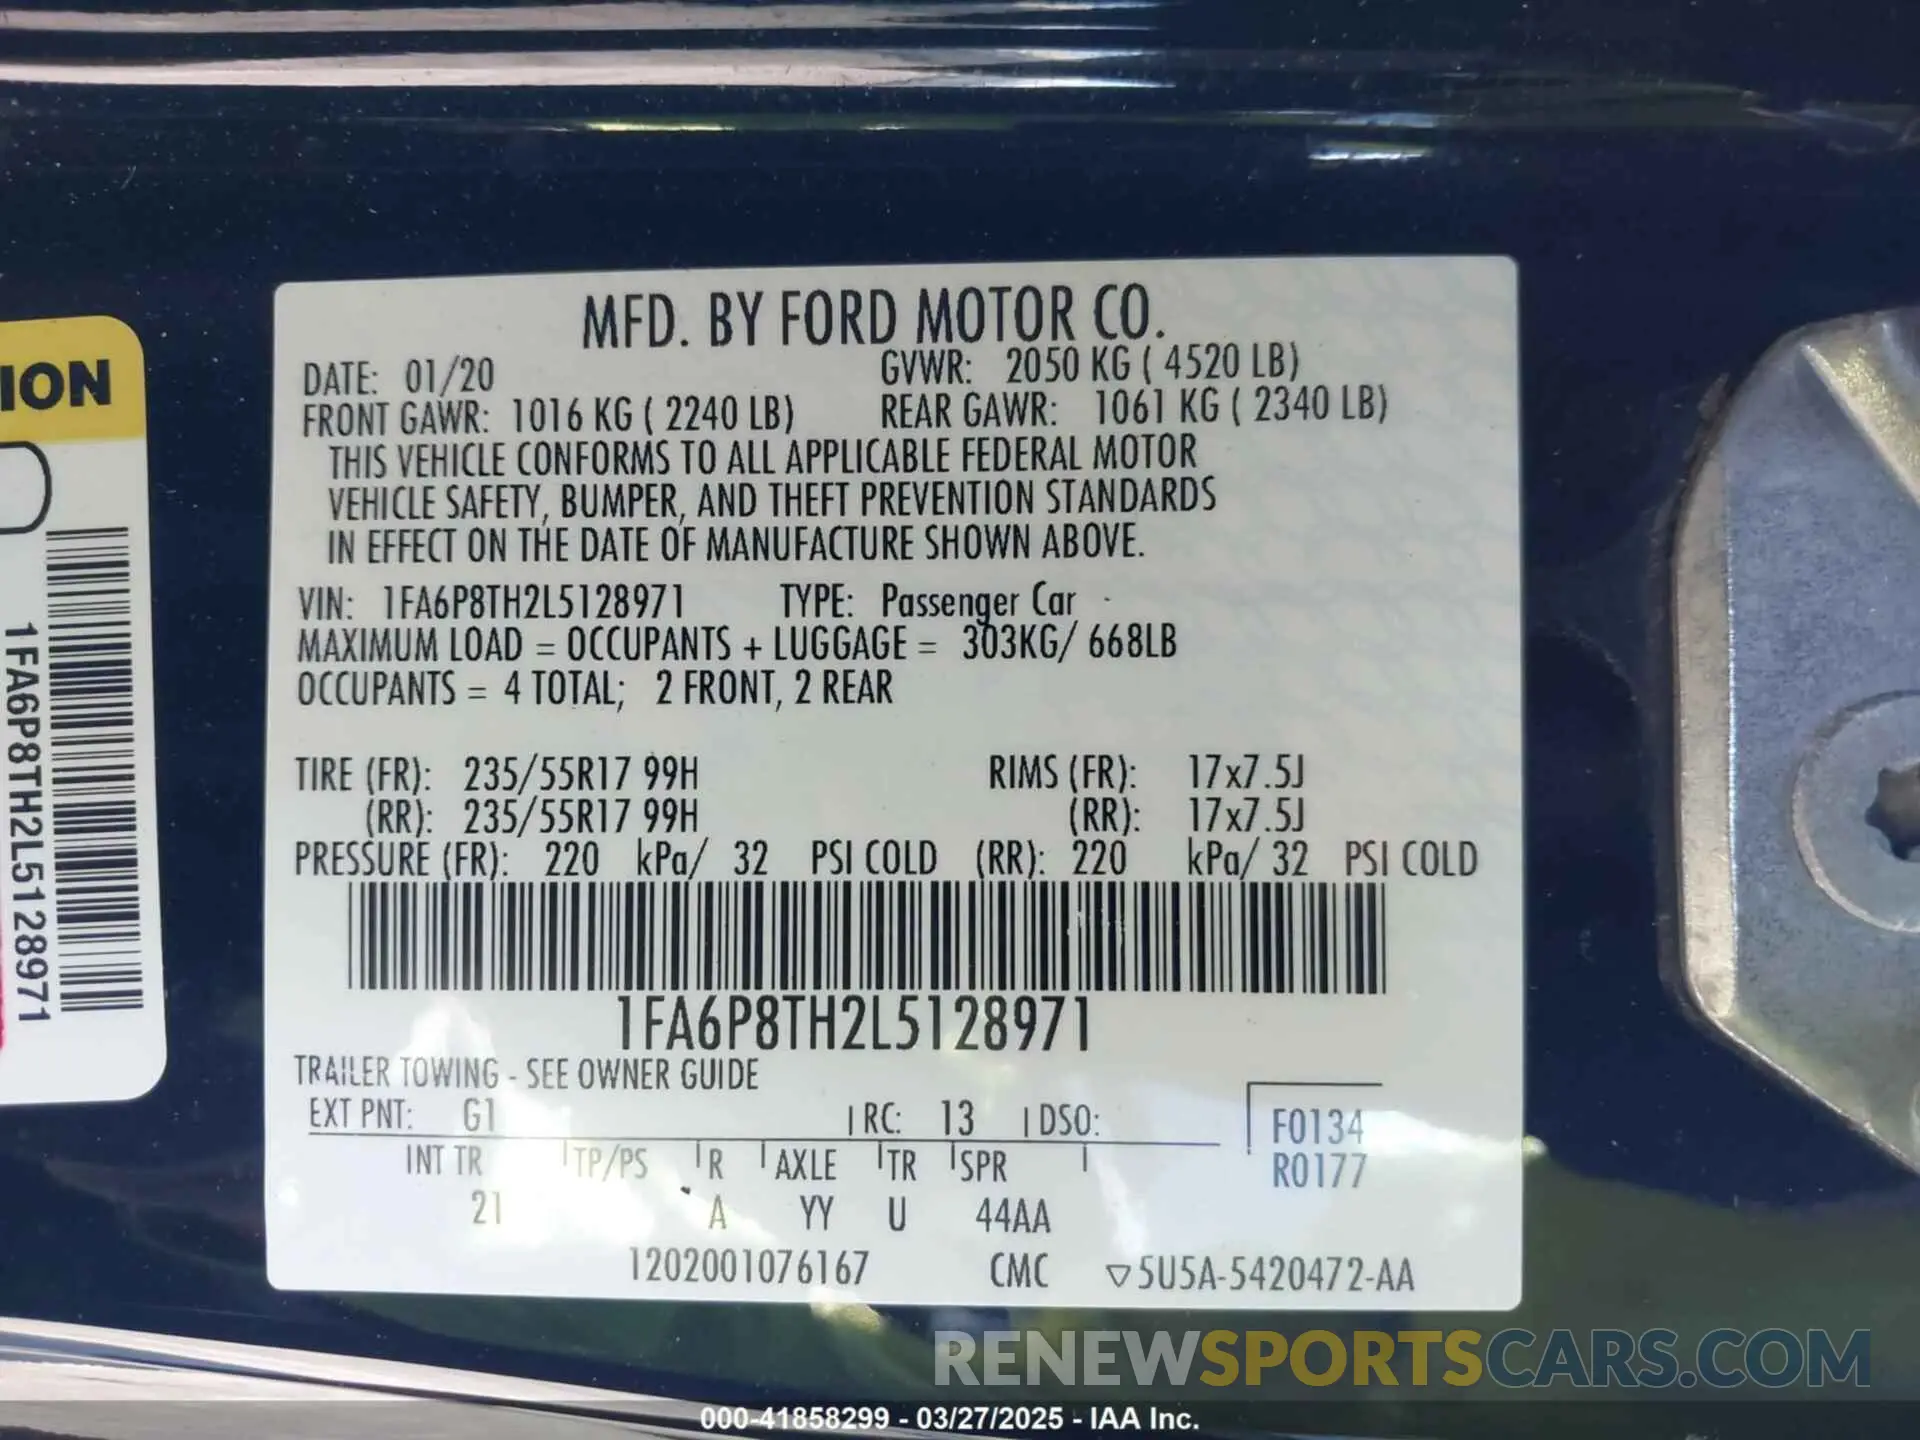 MFD. BY FORD MOTOR CO.
DATE: 01/20 GVWR: 2050 KG ( 4520 LB)
FRONT GAWR: 1016 KG ( 2240 LB) REAR GAWR: 1061 KG ( 2340 LB)
THIS VEHICLE CONFORMS TO ALL APPLICABLE FEDERAL MOTOR
VEHICLE SAFETY, BUMPER, AND THEFT PREVENTION STANDARDS
IN EFFECT ON THE DATE OF MANUFACTURE SHOWN ABOVE.
VIN: 1FA6P8TH2L5128971 TYPE: Passenger Car
MAXIMUM LOAD = OCCUPANTS + LUGGAGE = 303KG/ 668LB
OCCUPANTS = 4 TOTAL; 2 FRONT, 2 REAR
TIRE (FR): 235/55R17 99H RIMS (FR): 17x7.5J
(RR): 235/55R17 99H (RR): 17x7.5J
PRESSURE (FR): 220 kPa/ 32 PSI COLD (RR): 220 kPa/ 32 PSI COLD
1FA6P8TH2L5128971
TRAILER TOWING - SEE OWNER GUIDE
EXT PNT: G1 RC: 13 DSO: F0134
INT TR TP/PS R AXLE TR SPR R0177
21 A YY U 44AA
1202001076167 CMC ▽5U5A-5420472-AA
ION
1FA6P8TH2L5128971
RENEWSPORTSCARS.COM
000-41858299 - 03/27/2025 - IAA Inc.